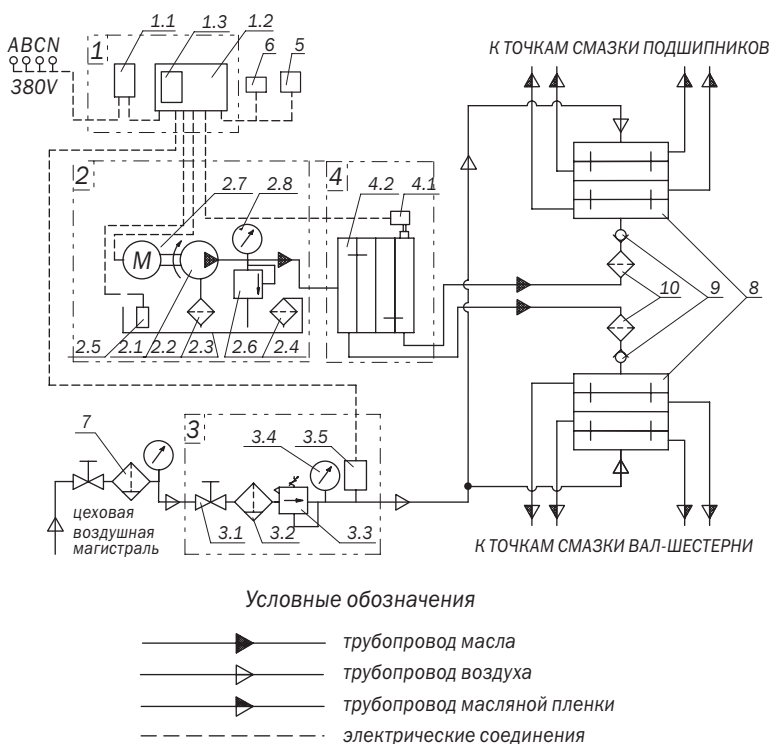 1.1
1.3
1.2
ABCN
1
6
5
К ТОЧКАМ СМАЗКИ ПОДШИПНИКОВ
380V
2
2.7
2.8
4
4.2
4.1
M
10
9
8
2.5
2.1
2.2
2.3
2.6
2.4
7
3
3.4
3.5
цеховая
воздушная
магистраль
3.1
3.2
3.3
К ТОЧКАМ СМАЗКИ ВАЛ-ШЕСТЕРНИ
Условные обозначения
трубопровод масла
трубопровод воздуха
трубопровод масляной пленки
электрические соединения